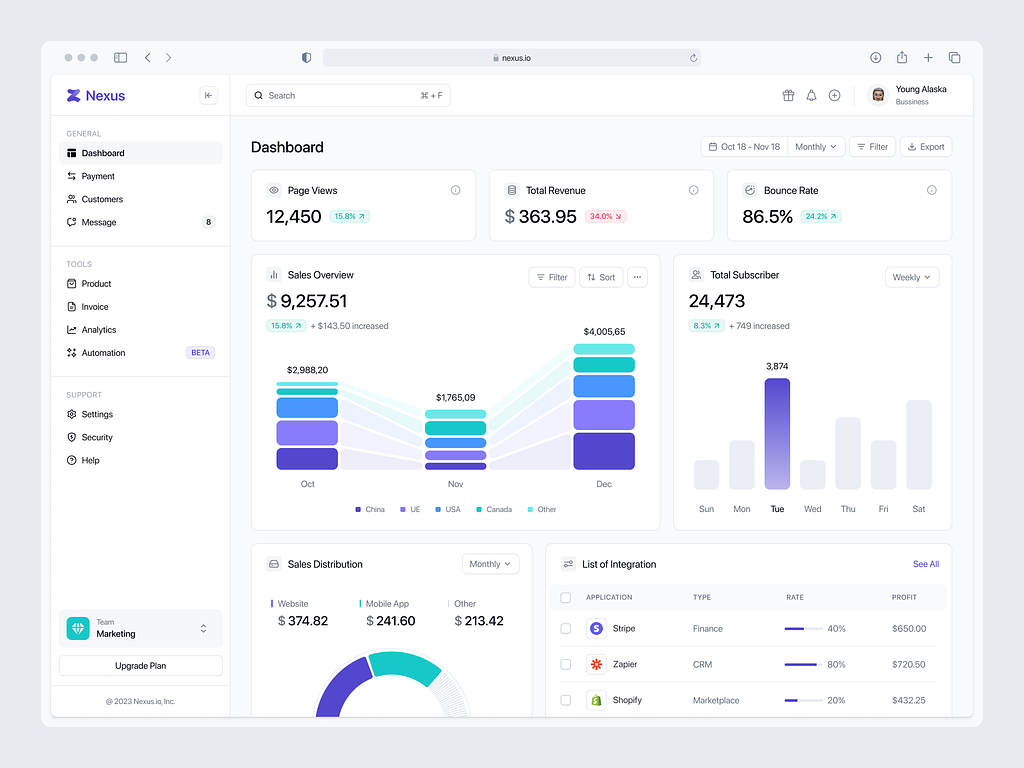 nexus.io
Nexus
Search
⌘ + F
Young Alaska
Bussiness
GENERAL
Dashboard
Payment
Customers
Message
8
TOOLS
Product
Invoice
Analytics
Automation
BETA
SUPPORT
Settings
Security
Help
Team
Marketing
Upgrade Plan
@ 2023 Nexus.io, Inc.
Dashboard
Oct 18 - Nov 18
Monthly
Filter
Export
Page Views
12,450
15.8%
Total Revenue
$ 363.95
34.0%
Bounce Rate
86.5%
24.2%
Sales Overview
Filter
Sort
$ 9,257.51
15.8%
+ $143.50 increased
$2,988,20
$1,765,09
$4,005,65
Oct
Nov
Dec
China
UE
USA
Canada
Other
Total Subscriber
Weekly
24,473
8.3%
+ 749 increased
3,874
Sun
Mon
Tue
Wed
Thu
Fri
Sat
Sales Distribution
Monthly
Website
$ 374.82
Mobile App
$ 241.60
Other
$ 213.42
List of Integration
See All
APPLICATION
TYPE
RATE
PROFIT
Stripe
Finance
40%
$650.00
Zapier
CRM
80%
$720.50
Shopify
Marketplace
20%
$432.25